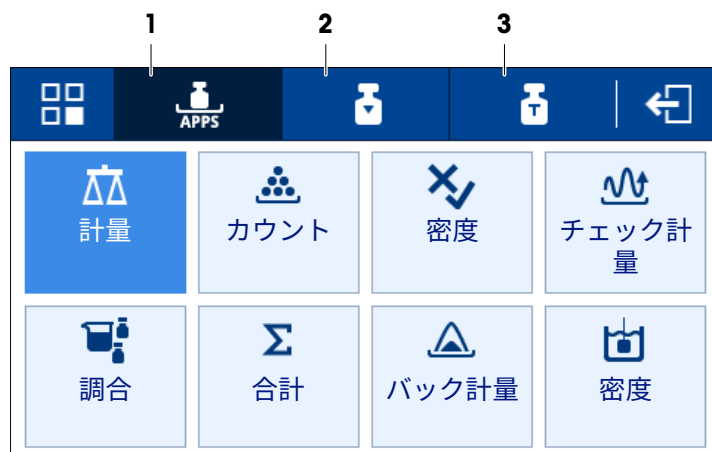 1 2 3
APPS
T
計量 カウント 密度 チェック計
量
調合 合計 バック計量 密度